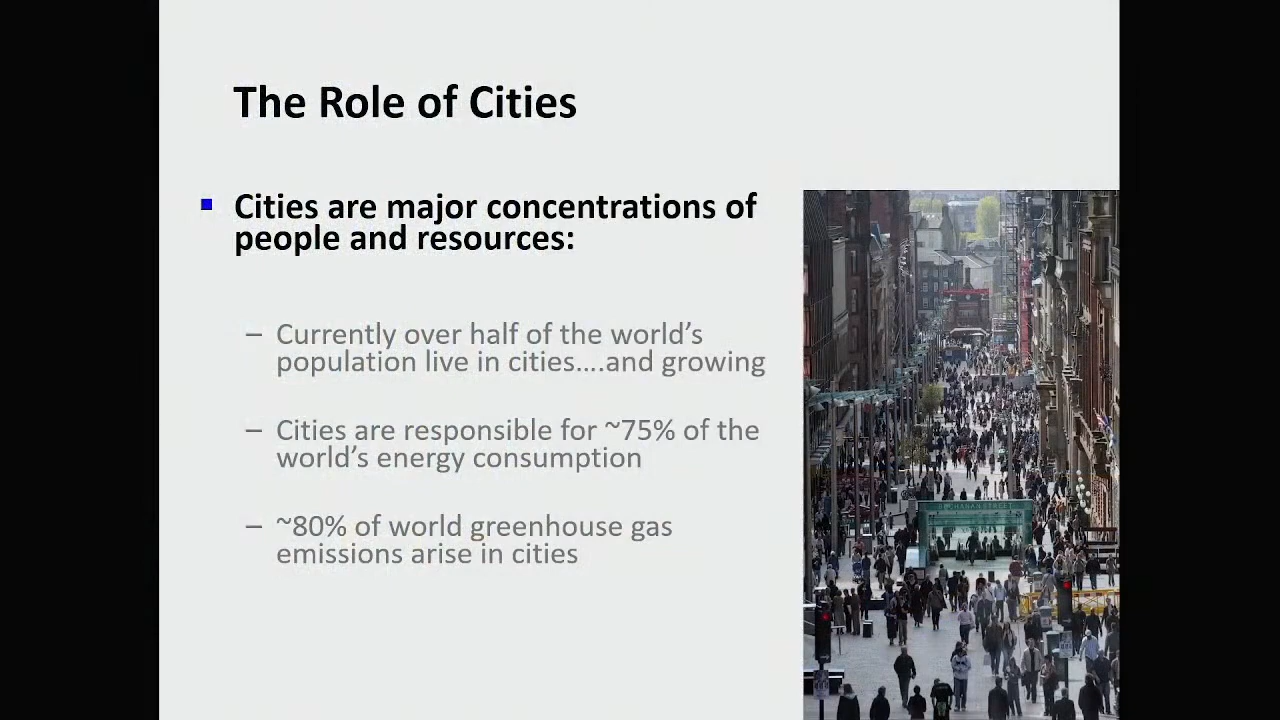 The Role of Cities
▪ Cities are major concentrations of
people and resources:
– Currently over half of the world’s
population live in cities….and growing
– Cities are responsible for ~75% of the
world’s energy consumption
– ~80% of world greenhouse gas
emissions arise in cities
BUCHANAN STREET